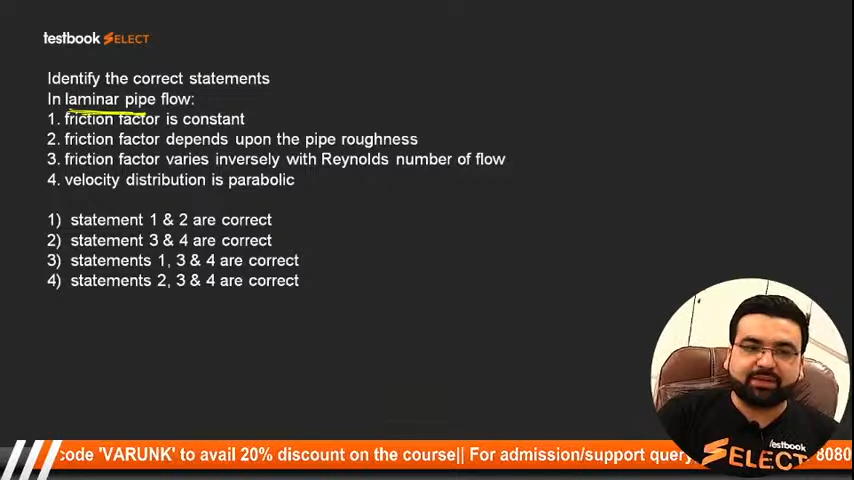 testbook SELECT
Identify the correct statements
In laminar pipe flow:
1. friction factor is constant
2. friction factor depends upon the pipe roughness
3. friction factor varies inversely with Reynolds number of flow
4. velocity distribution is parabolic
1) statement 1 & 2 are correct
2) statement 3 & 4 are correct
3) statements 1, 3 & 4 are correct
4) statements 2, 3 & 4 are correct
testbook
SELECT
code 'VARUNK' to avail 20% discount on the course|| For admission/support query 8080